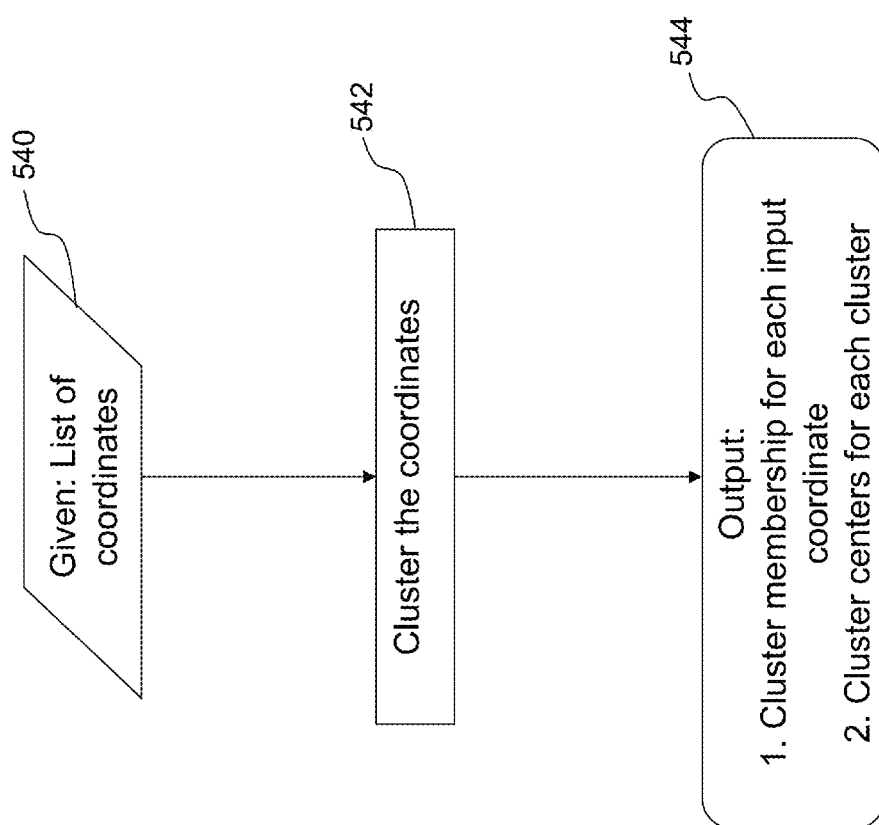 540
Given: List of
coordinates
542
Cluster the coordinates
544
Output:
1. Cluster membership for each input
coordinate
2. Cluster centers for each cluster